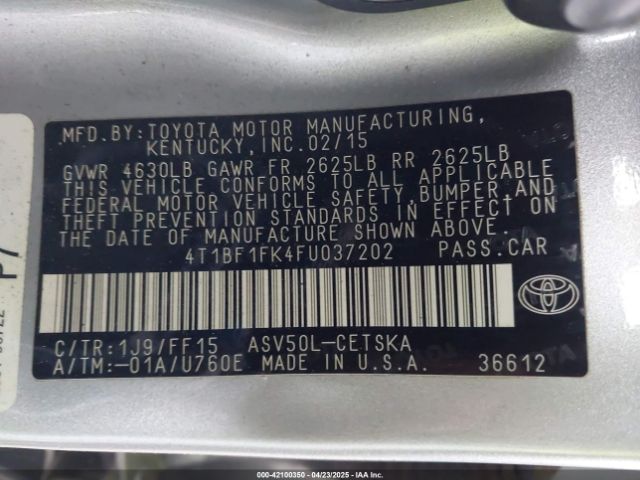 MFD.BY:TOYOTA MOTOR MANUFACTURING,
KENTUCKY,INC.02/15
GVWR 4630LB GAWR FR 2625LB RR 2625LB
THIS VEHICLE CONFORMS TO ALL APPLICABLE
FEDERAL MOTOR VEHICLE SAFETY,BUMPER,AND
THEFT PREVENTION STANDARDS IN EFFECT ON
THE DATE OF MANUFACTURE SHOWN ABOVE.
4T1BF1FK4FU037202 PASS.CAR
C/TR:1J9/FF15 ASV50L-CETSKA
A/TM:-01A/U760E MADE IN U.S.A. 36612
000-42100350 - 04/23/2025 - IAA Inc.